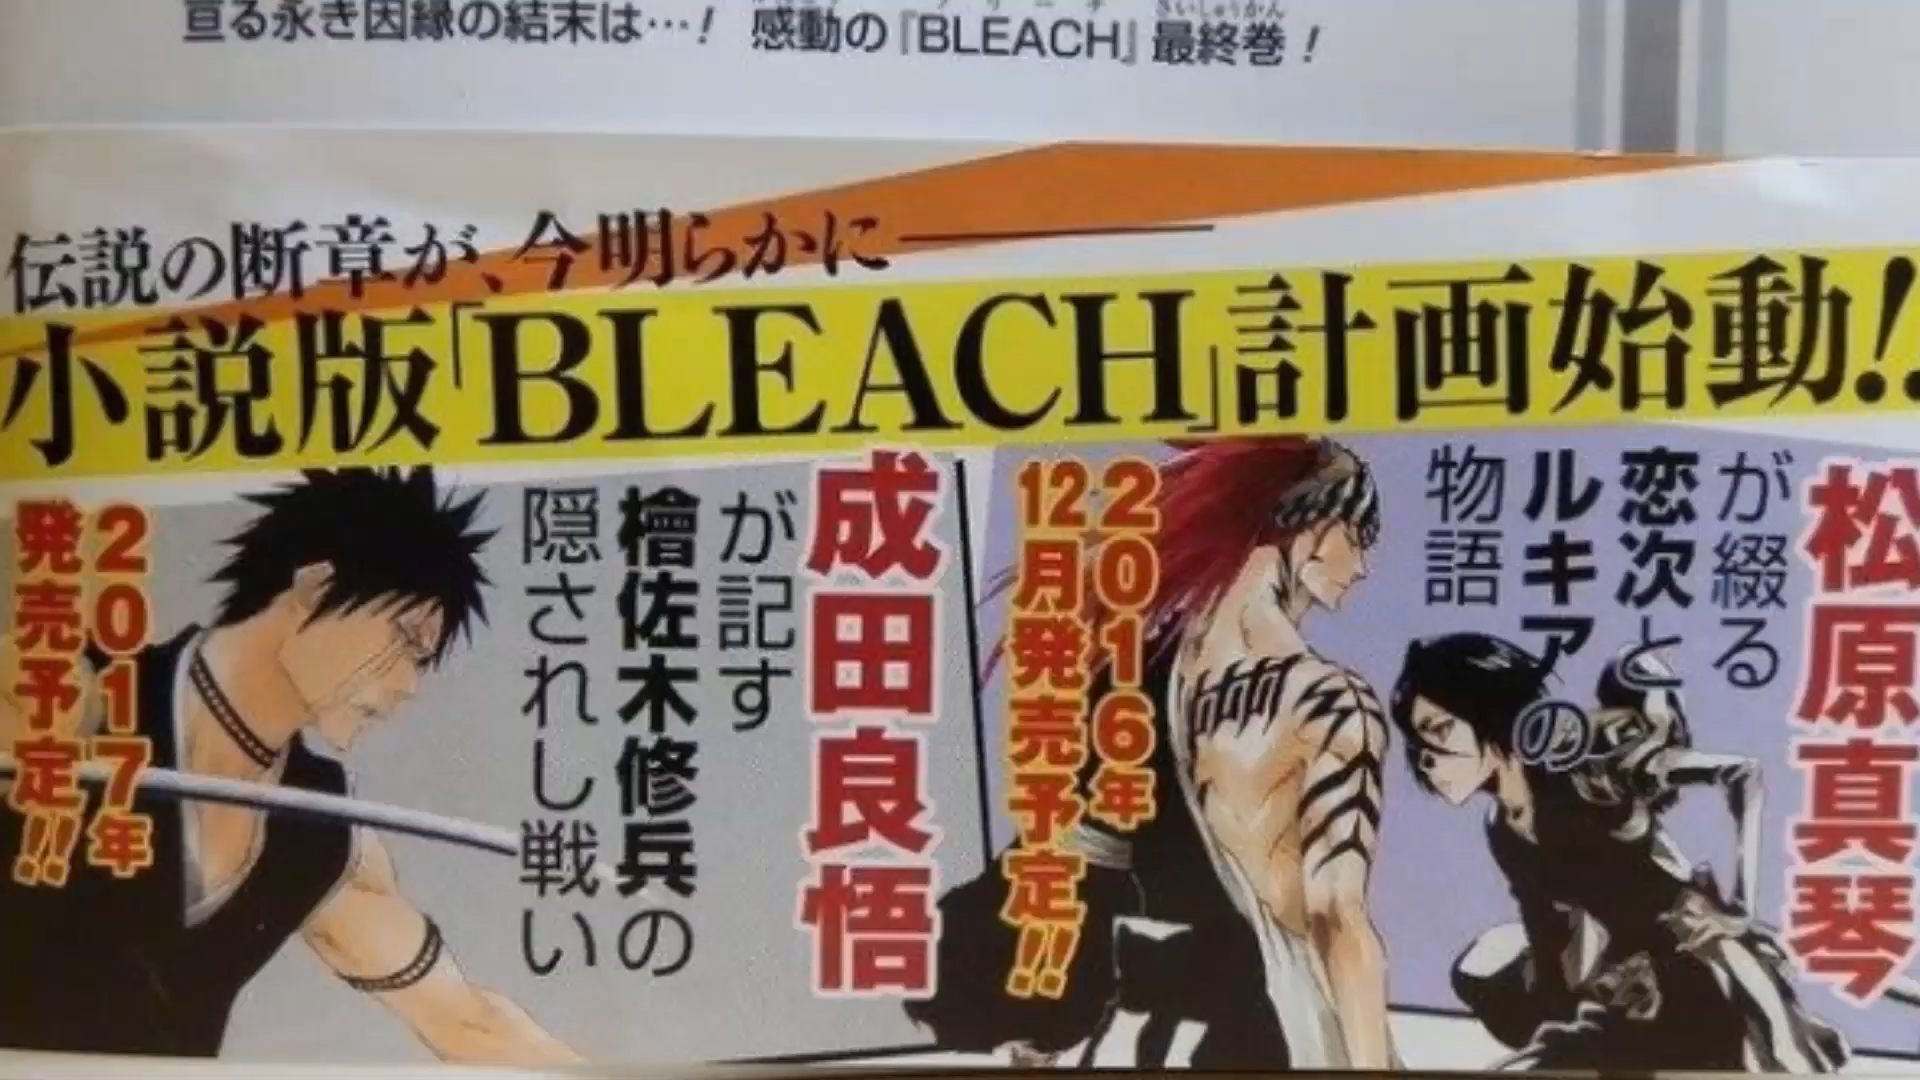 亘る永き因縁の結末は…！ 感動の『BLEACH』最終巻！
伝説の断章が、今明らかに――
小説版「BLEACH」計画始動!!
松原真琴
が綴る
恋次と
ルキアの
物語
2016年
12月発売予定!!
成田良悟
が記す
檜佐木修兵の
隠されし戦い
2017年
発売予定!!